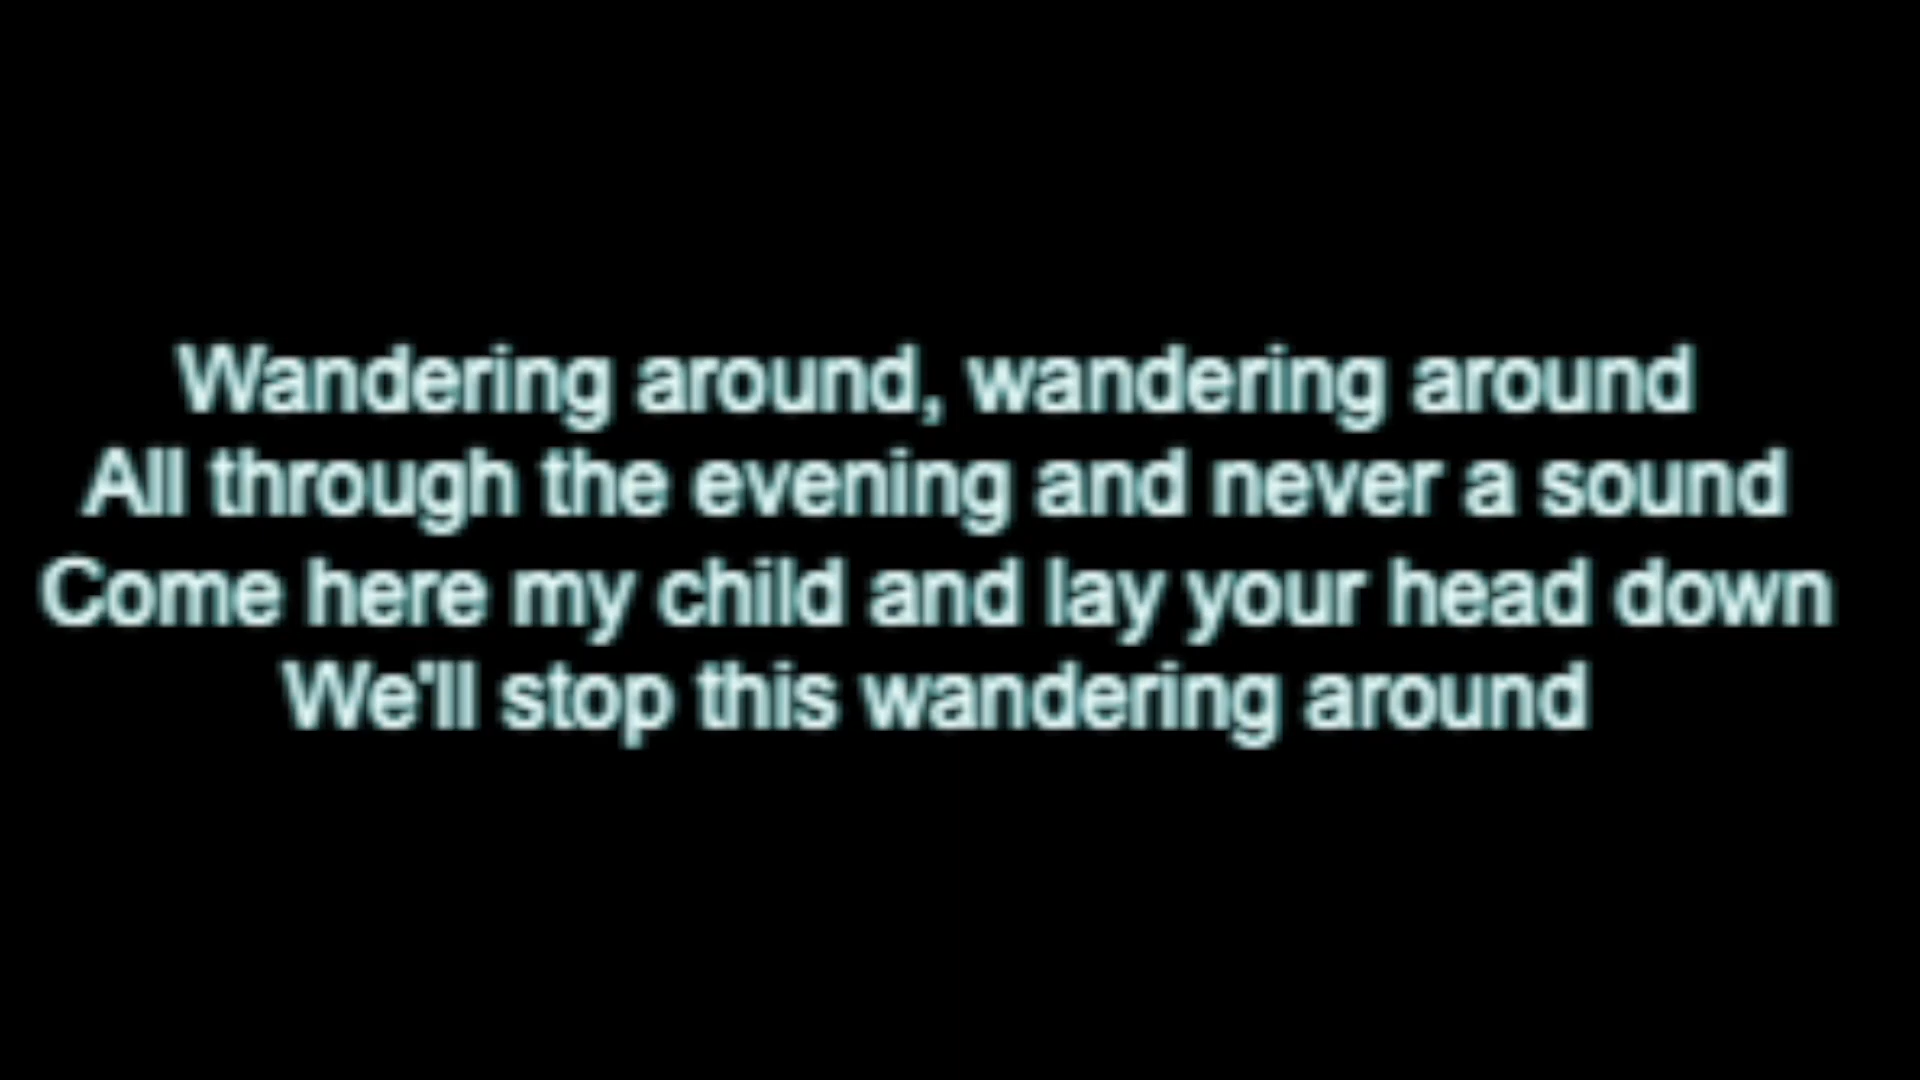 Wandering around, wandering around
All through the evening and never a sound
Come here my child and lay your head down
We'll stop this wandering around